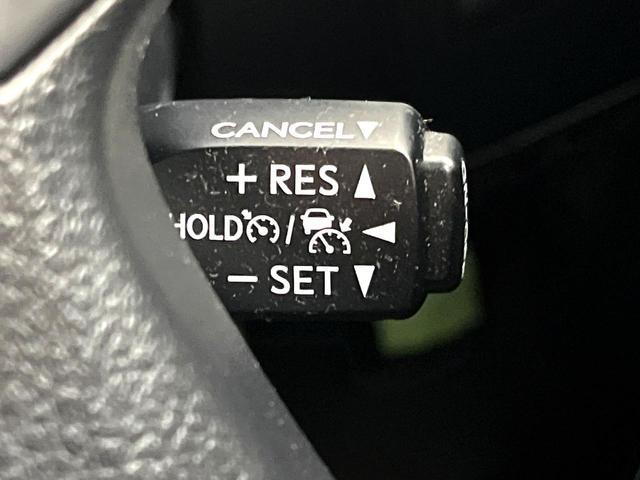 CANCEL▼
+ RES ▲
HOLD / ◀
− SET ▼